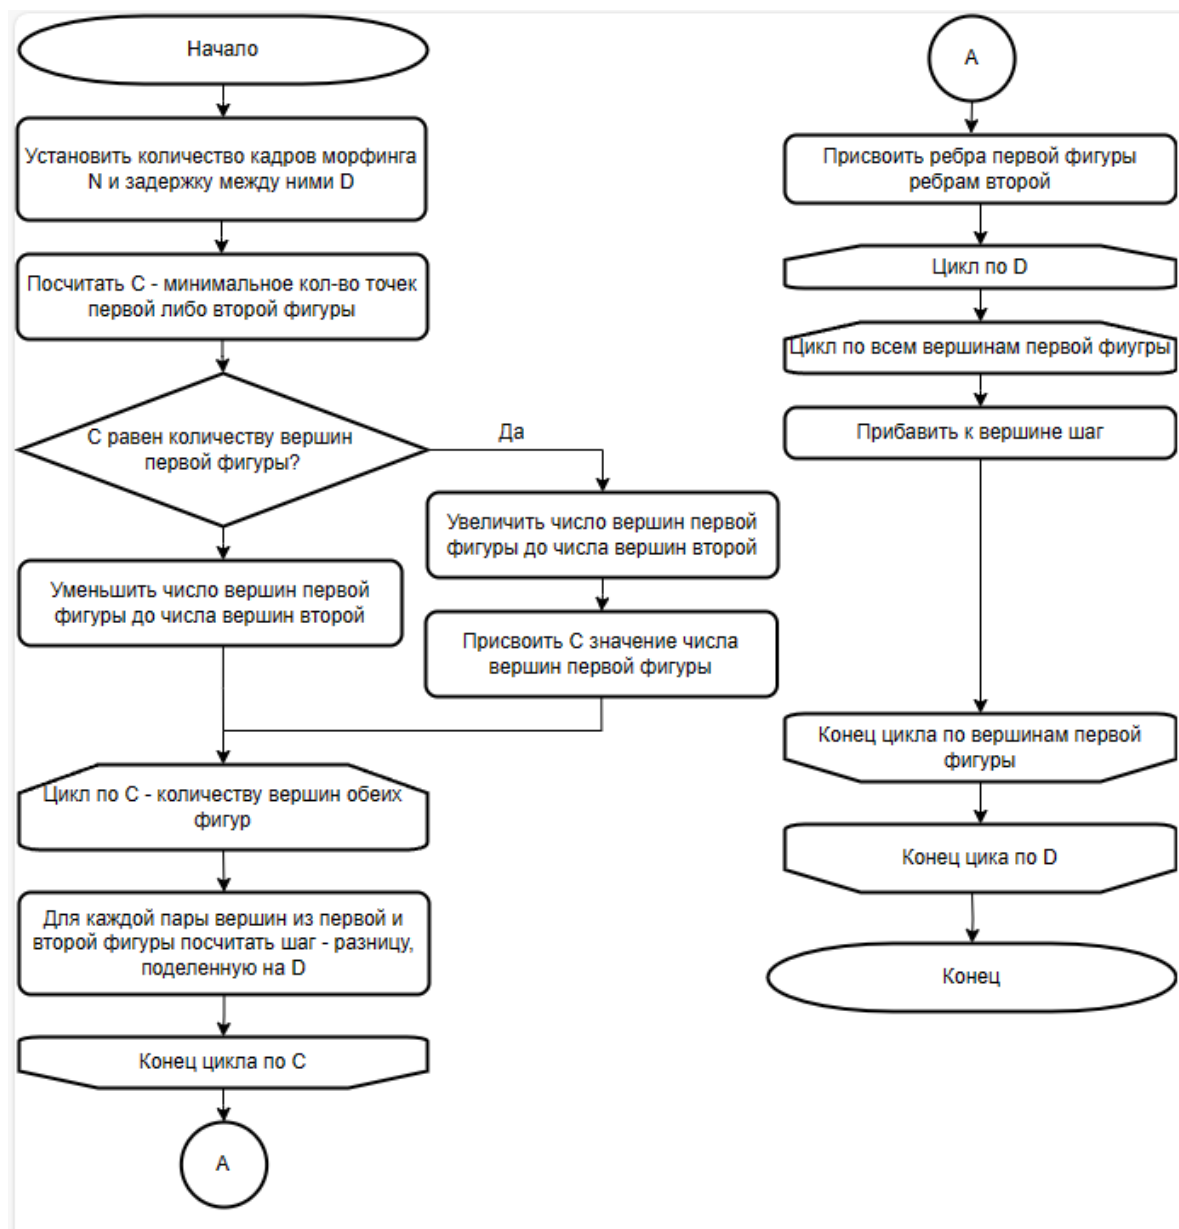 Начало
Установить количество кадров морфинга
N и задержку между ними D
Посчитать C - минимальное кол-во точек
первой либо второй фигуры
С равен количеству вершин
первой фигуры?
Да
Увеличить число вершин первой
фигуры до числа вершин второй
Уменьшить число вершин первой
фигуры до числа вершин второй
Присвоить С значение числа
вершин первой фигуры
Цикл по С - количеству вершин обеих
фигур
Для каждой пары вершин из первой и
второй фигуры посчитать шаг - разницу,
поделенную на D
Конец цикла по С
А
А
Присвоить ребра первой фигуры
ребрам второй
Цикл по D
Цикл по всем вершинам первой фиугры
Прибавить к вершине шаг
Конец цикла по вершинам первой
фигуры
Конец цика по D
Конец